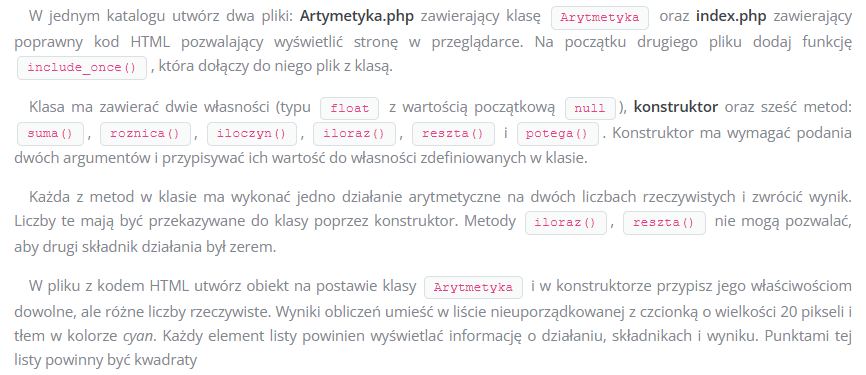 W jednym katalogu utwórz dwa pliki: Artymetyka.php zawierający klasę Arytmetyka oraz index.php zawierający
poprawny kod HTML pozwalający wyświetlić stronę w przeglądarce. Na początku drugiego pliku dodaj funkcję
include_once() , która dołączy do niego plik z klasą.
Klasa ma zawierać dwie własności (typu float z wartością początkową null ), konstruktor oraz sześć metod:
suma() , roznica() , iloczyn() , iloraz() , reszta() i potega() . Konstruktor ma wymagać podania
dwóch argumentów i przypisywać ich wartość do własności zdefiniowanych w klasie.
Każda z metod w klasie ma wykonać jedno działanie arytmetyczne na dwóch liczbach rzeczywistych i zwrócić wynik.
Liczby te mają być przekazywane do klasy poprzez konstruktor. Metody iloraz() , reszta() nie mogą pozwalać,
aby drugi składnik działania był zerem.
W pliku z kodem HTML utwórz obiekt na postawie klasy Arytmetyka i w konstruktorze przypisz jego właściwościom
dowolne, ale różne liczby rzeczywiste. Wyniki obliczeń umieść w liście nieuporządkowanej z czcionką o wielkości 20 pikseli i
tłem w kolorze cyan. Każdy element listy powinien wyświetlać informację o działaniu, składnikach i wyniku. Punktami tej
listy powinny być kwadraty